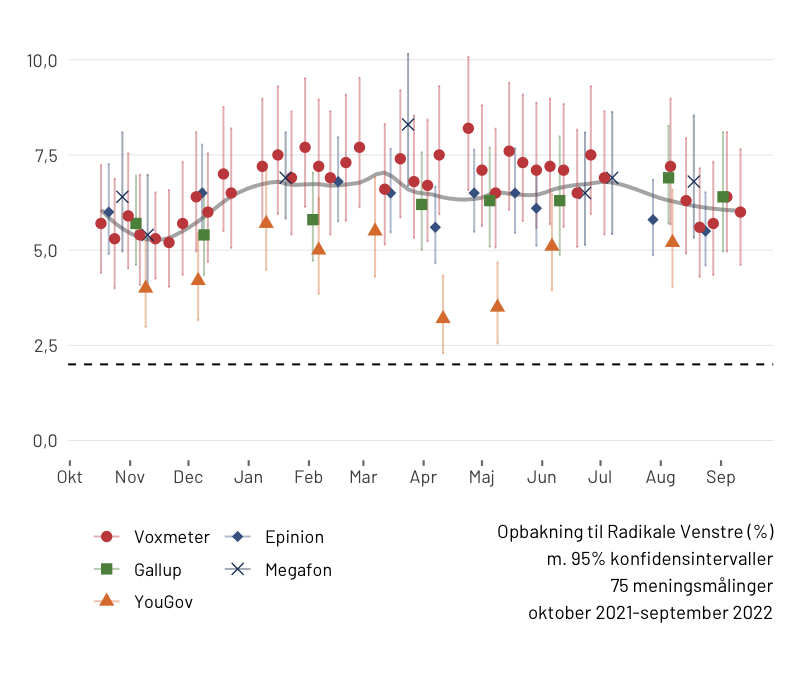 10,0
7,5
5,0
2,5
0,0
Okt Nov Dec Jan Feb Mar Apr Maj Jun Jul Aug Sep
Voxmeter Epinion
Gallup Megafon
YouGov
Opbakning til Radikale Venstre (%)
m. 95% konfidensintervaller
75 meningsmålinger
oktober 2021-september 2022